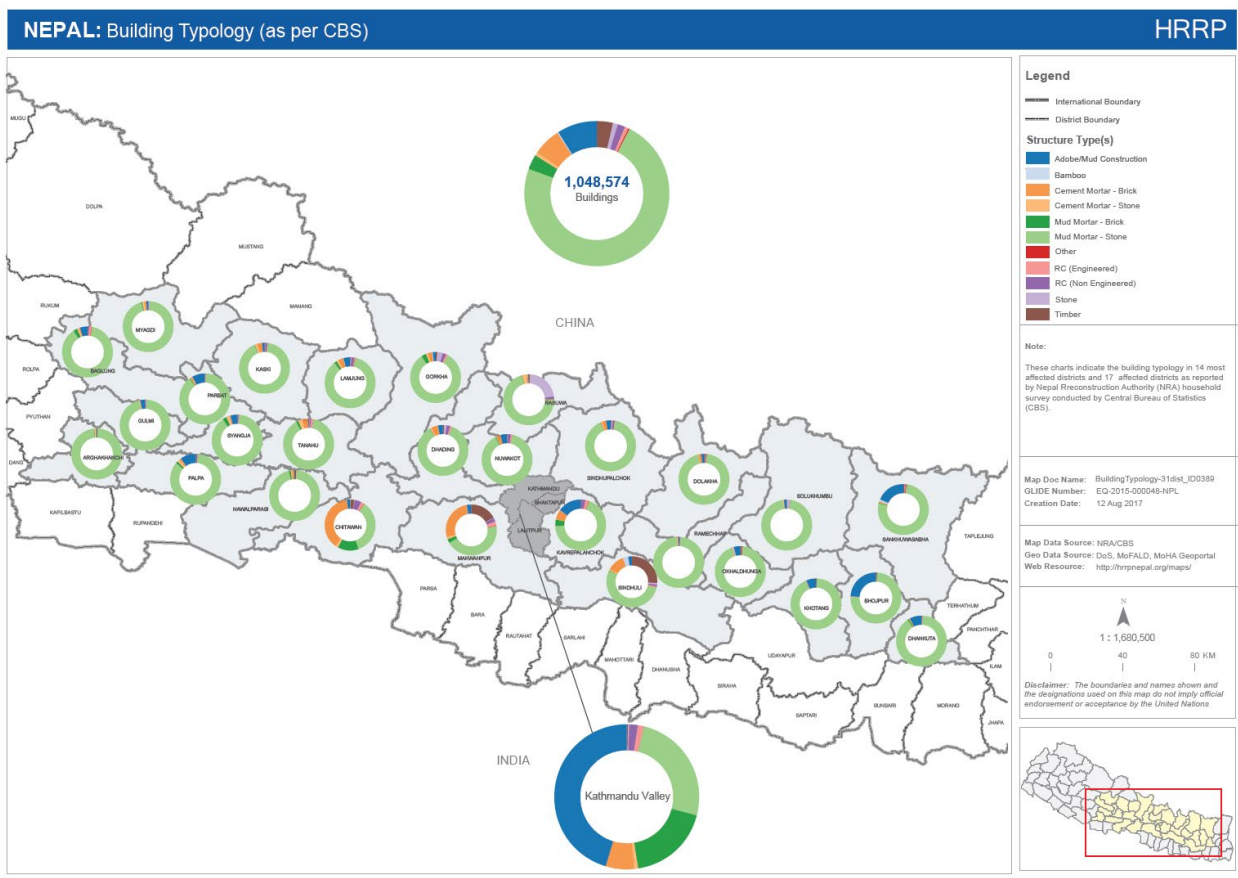 NEPAL: Building Typology (as per CBS)
HRRP
MUGU
DOLPA
MUSTANG
RUKUM
MANANG
CHINA
1,048,574
Buildings
MYAGDI
BAGLUNG
ROLPA
KASKI
LAMJUNG
GORKHA
PARBAT
RASUWA
PYUTHAN
GULMI
SYANGJA
TANAHU
DHADING
NUWAKOT
SINDHUPALCHOK
DANG
ARGHAKHANCHI
PALPA
DOLAKHA
KATHMANDU
BHAKTAPUR
LALITPUR
SOLUKHUMBU
SANKHUWASABHA
KAPILBASTU
RUPANDEHI
NAWALPARASI
CHITAWAN
MAKWANPUR
KAVREPALANCHOK
RAMECHHAP
TAPLEJUNG
OKHALDHUNGA
SINDHULI
KHOTANG
BHOJPUR
TERHATHUM
PARSA
BARA
RAUTAHAT
SARLAHI
MAHOTTARI
DHANUSHA
SIRAHA
UDAYAPUR
DHANKUTA
PANCHTHAR
ILAM
SAPTARI
SUNSARI
MORANG
JHAPA
INDIA
Kathmandu Valley
Legend
International Boundary
District Boundary
Structure Type(s)
Adobe/Mud Construction
Bamboo
Cement Mortar - Brick
Cement Mortar - Stone
Mud Mortar - Brick
Mud Mortar - Stone
Other
RC (Engineered)
RC (Non Engineered)
Stone
Timber
Note:
These charts indicate the building typology in 14 most
affected districts and 17 affected districts as reported
by Nepal Rreconstruction Authority (NRA) household
survey conducted by Central Bureau of Statistics
(CBS).
Map Doc Name: BuildingTypology-31dist_ID0389
GLIDE Number: EQ-2015-000048-NPL
Creation Date: 12 Aug 2017
Map Data Source: NRA/CBS
Geo Data Source: DoS, MoFALD, MoHA Geoportal
Web Resource: http://hrrpnepal.org/maps/
N
1 : 1,680,500
0 40 80 KM
Disclaimer: The boundaries and names shown and
the designations used on this map do not imply official
endorsement or acceptance by the United Nations